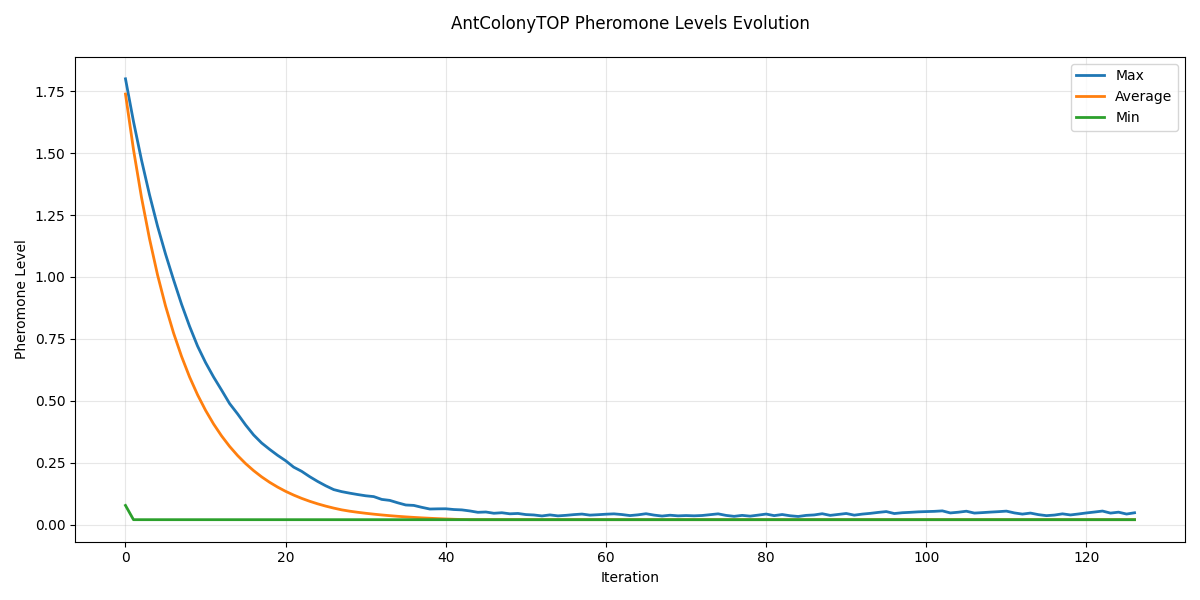 AntColonyTOP Pheromone Levels Evolution
Max
Average
Min
Pheromone Level
1.75
1.50
1.25
1.00
0.75
0.50
0.25
0.00
0 20 40 60 80 100 120
Iteration